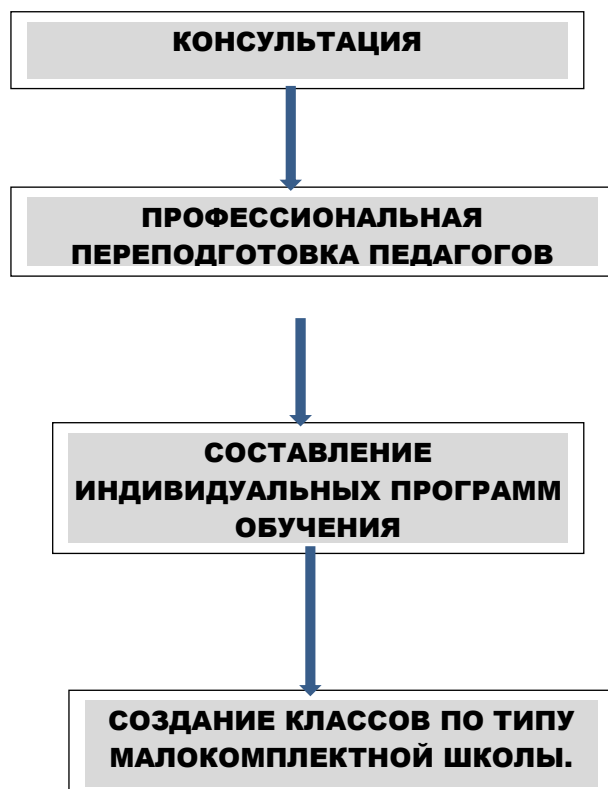 КОНСУЛЬТАЦИЯ
ПРОФЕССИОНАЛЬНАЯ
ПЕРЕПОДГОТОВКА ПЕДАГОГОВ
СОСТАВЛЕНИЕ
ИНДИВИДУАЛЬНЫХ ПРОГРАММ
ОБУЧЕНИЯ
СОЗДАНИЕ КЛАССОВ ПО ТИПУ
МАЛОКОМПЛЕКТНОЙ ШКОЛЫ.